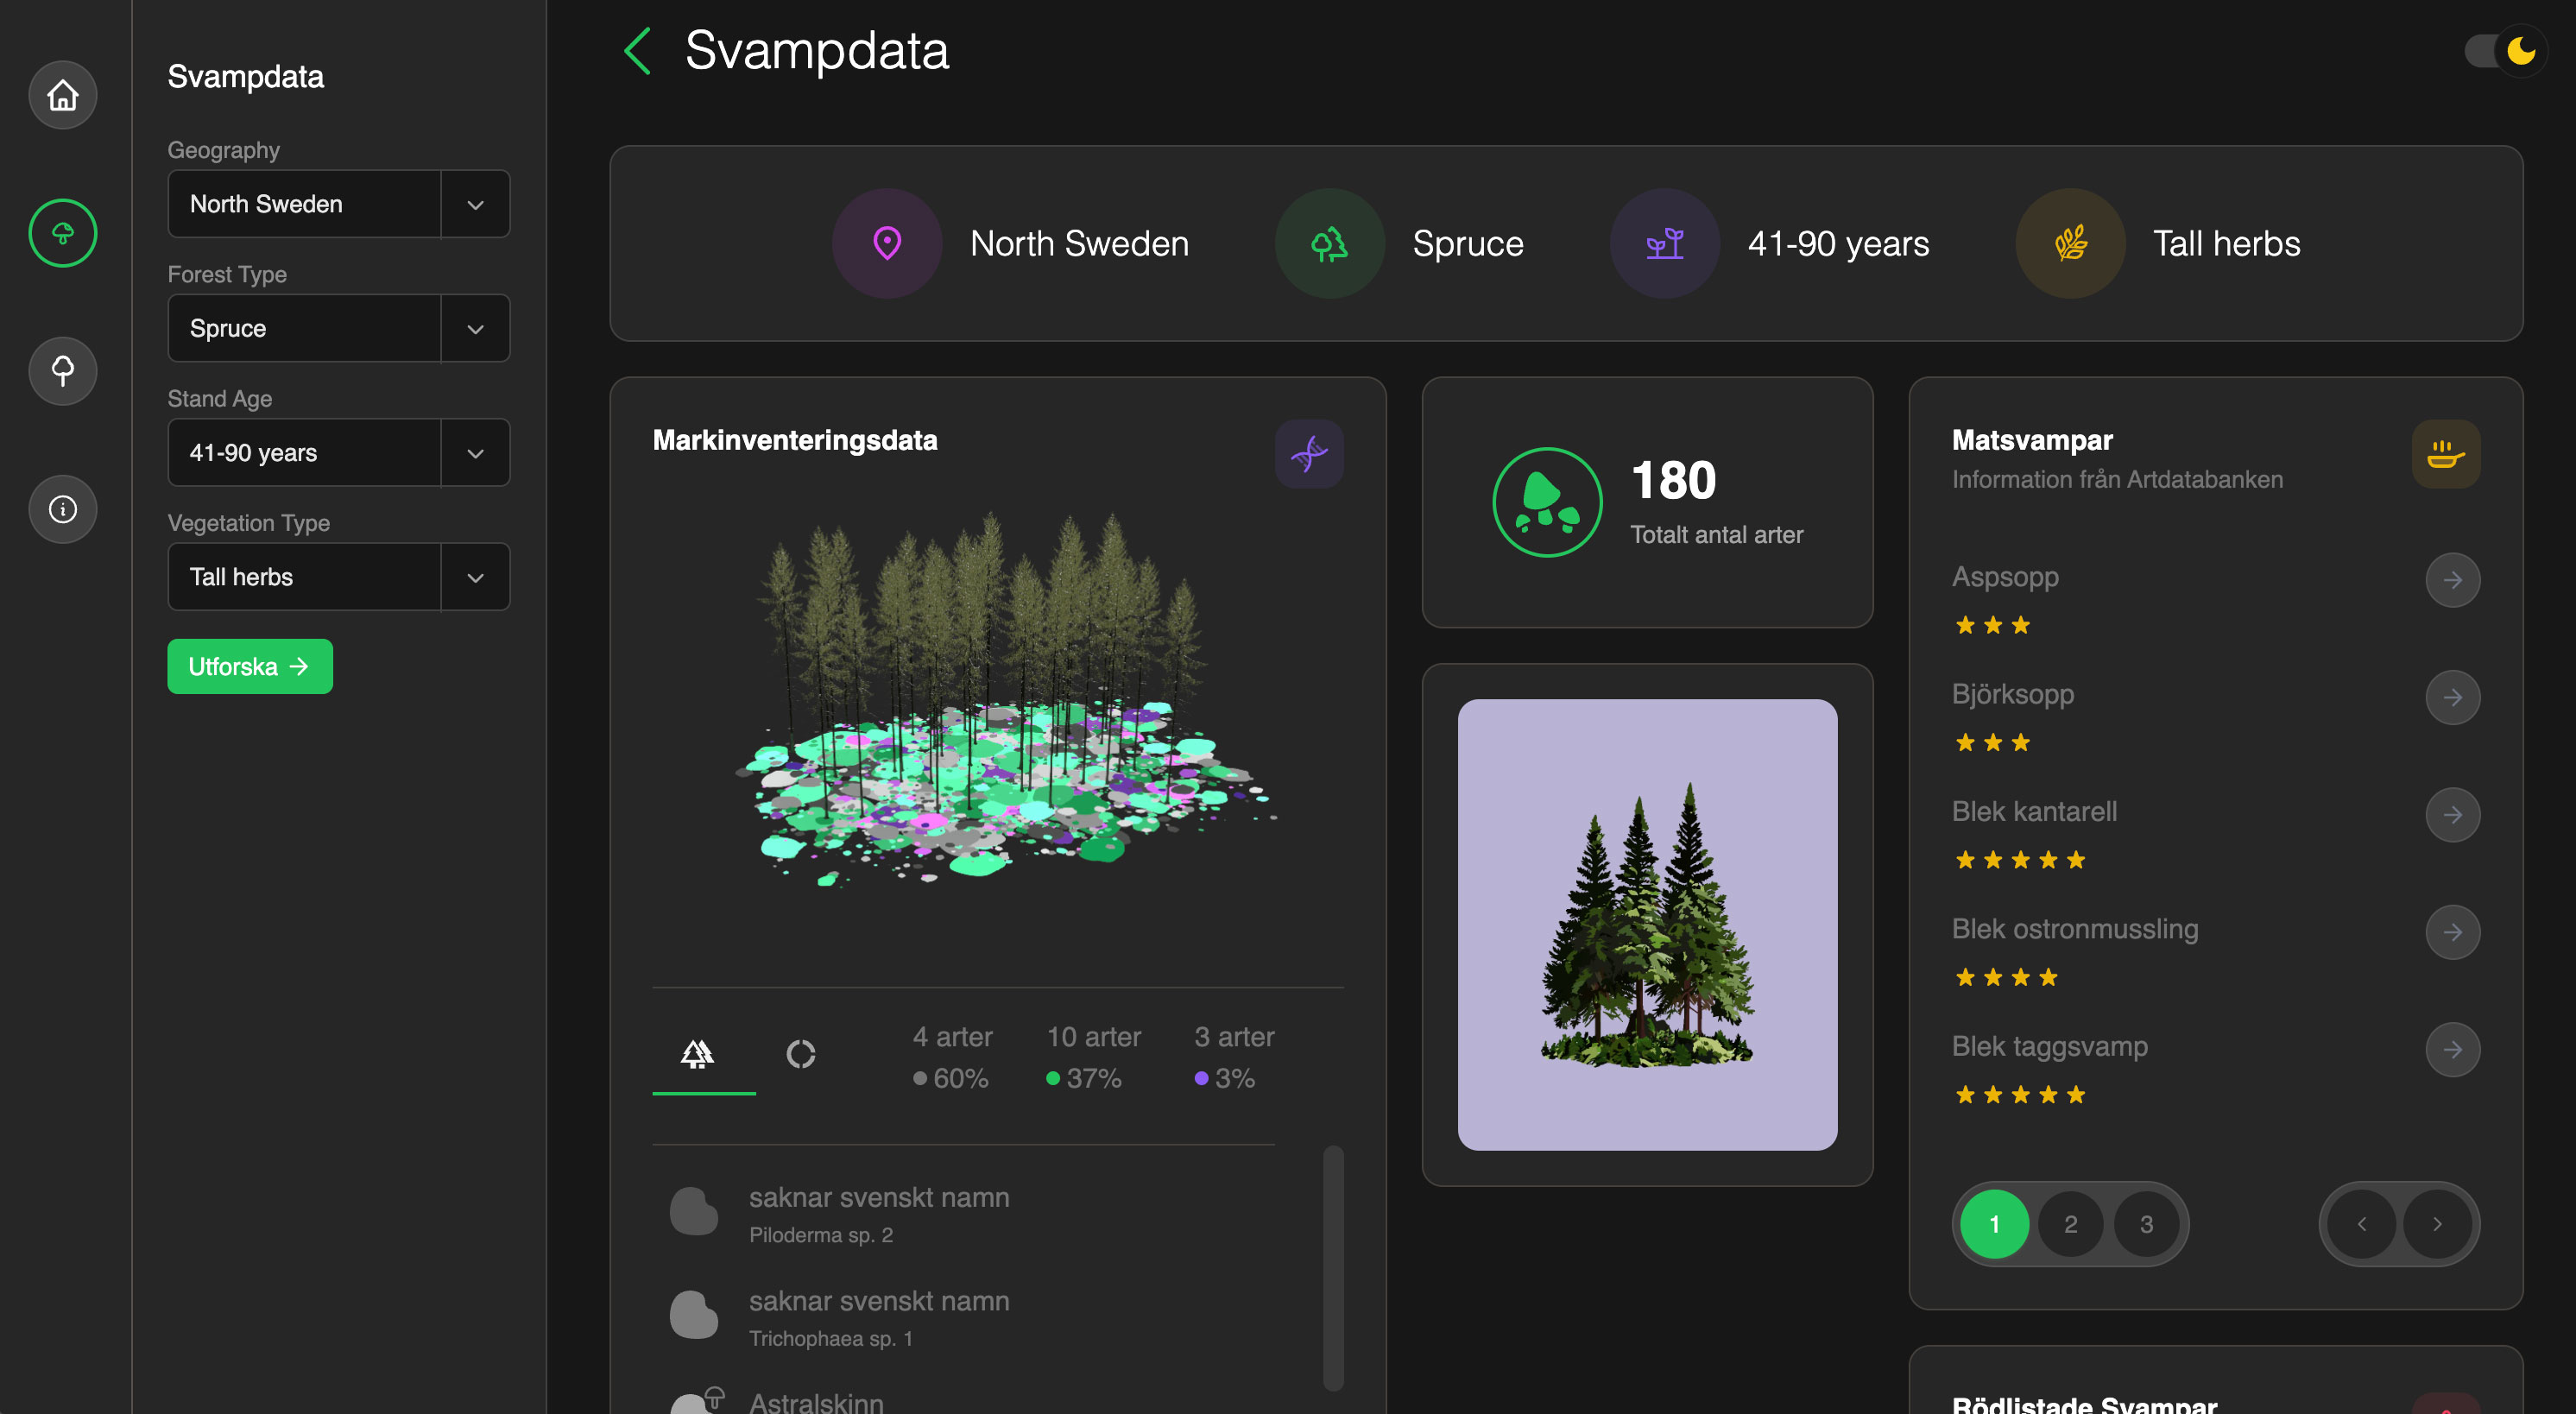 Svampdata
Geography
North Sweden
Forest Type
Spruce
Stand Age
41-90 years
Vegetation Type
Tall herbs
Utforska
Svampdata
North Sweden
Spruce
41-90 years
Tall herbs
Markinventeringsdata
4 arter
60%
10 arter
37%
3 arter
3%
saknar svenskt namn
Piloderma sp. 2
saknar svenskt namn
Trichophaea sp. 1
Astralskinn
180
Totalt antal arter
Matsvampar
Information från Artdatabanken
Aspsopp
Björksopp
Blek kantarell
Blek ostronmussling
Blek taggsvamp
1 2 3
Rödlistade Svampar